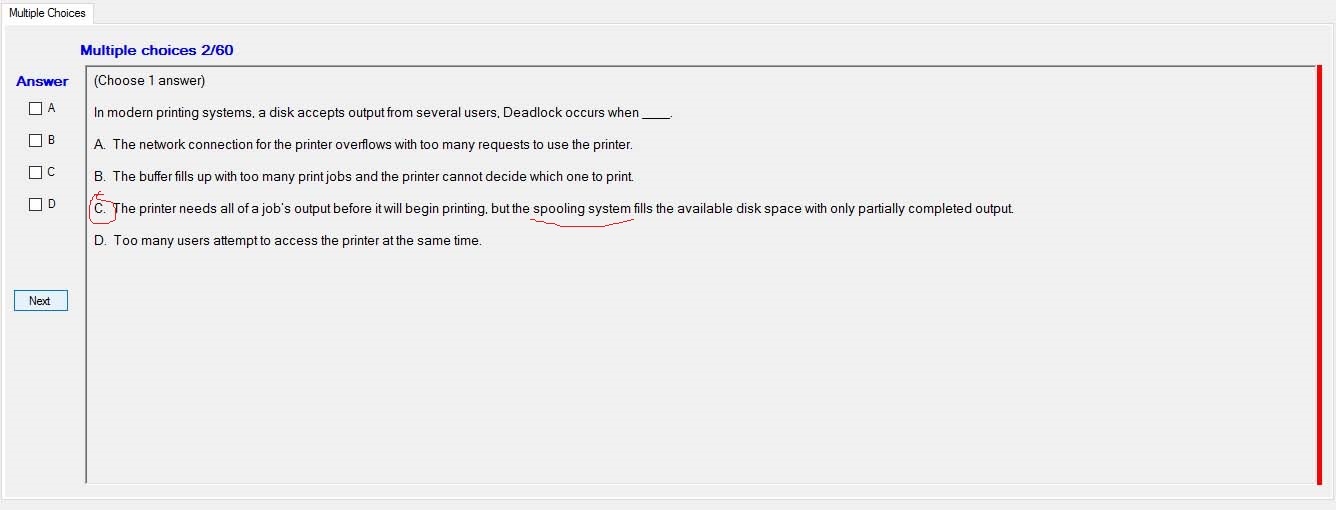 Multiple Choices
Multiple choices 2/60
Answer
(Choose 1 answer)
A
In modern printing systems, a disk accepts output from several users, Deadlock occurs when ____.
B
A. The network connection for the printer overflows with too many requests to use the printer.
C
B. The buffer fills up with too many print jobs and the printer cannot decide which one to print.
D
C. The printer needs all of a job's output before it will begin printing, but the spooling system fills the available disk space with only partially completed output.
D. Too many users attempt to access the printer at the same time.
Next